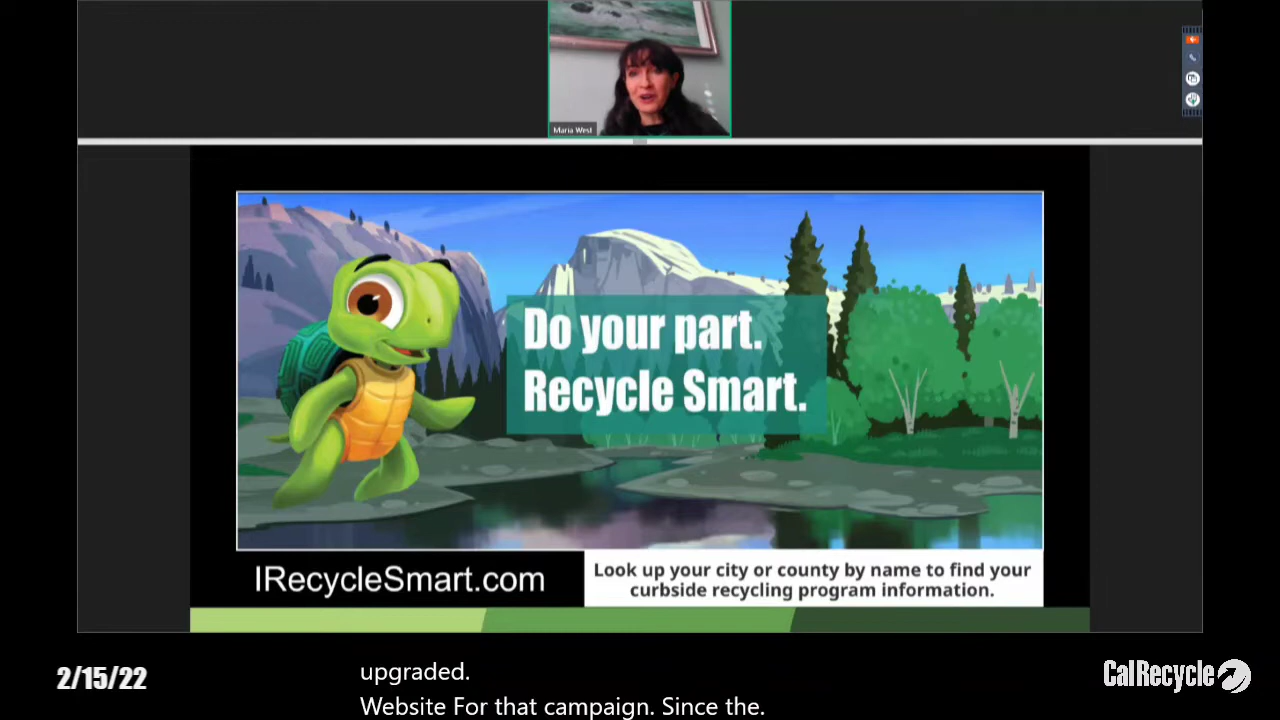 Maria West
Do your part.
Recycle Smart.
IRecycleSmart.com
Look up your city or county by name to find your
curbside recycling program information.
2/15/22
upgraded.
Website For that campaign. Since the.
CalRecycle